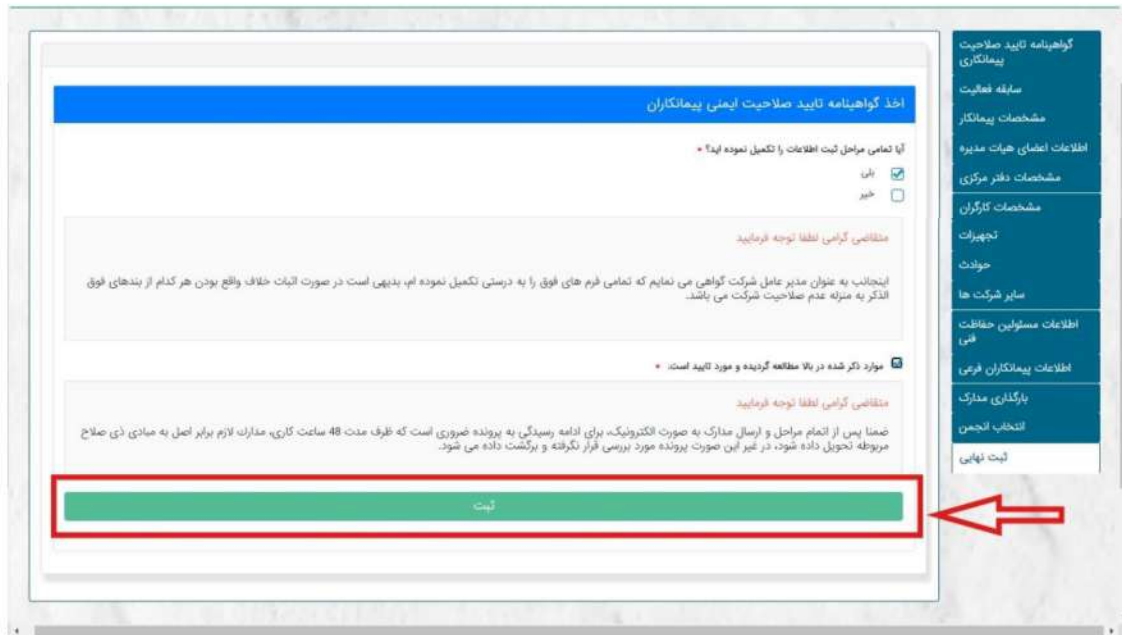 گواهینامه تایید صلاحیت
پیمانکاری
سابقه فعالیت
مشخصات پیمانکار
اطلاعات اعضای هیات مدیره
مشخصات دفتر مرکزی
مشخصات کارگران
تجهیزات
حوادث
سایر شرکت ها
اطلاعات مسئولین حفاظت
فنی
اطلاعات پیمانکاران فرعی
بارگذاری مدارک
انتخاب انجمن
ثبت نهایی
اخذ گواهینامه تایید صلاحیت ایمنی پیمانکاران
آیا تمامی مراحل ثبت اطلاعات را تکمیل نموده اید؟ *
بلی
خیر
متقاضی گرامی لطفا توجه فرمایید
اینجانب به عنوان مدیر عامل شرکت گواهی می نمایم که تمامی فرم های فوق را به درستی تکمیل نموده ام، بدیهی است در صورت اثبات خلاف واقع بودن هر کدام از بندهای فوق
الذکر به منزله عدم صلاحیت شرکت می باشد.
موارد ذکر شده در بالا مطالعه گردیده و مورد تایید است: *
متقاضی گرامی لطفا توجه فرمایید
ضمنا پس از اتمام مراحل و ارسال مدارک به صورت الکترونیک، برای ادامه رسیدگی به پرونده ضروری است که ظرف مدت 48 ساعت کاری، مدارک لازم برابر اصل به مبادی ذی صلاح
مربوطه تحویل داده شود، در غیر این صورت پرونده مورد بررسی قرار نگرفته و برگشت داده می شود.
ثبت